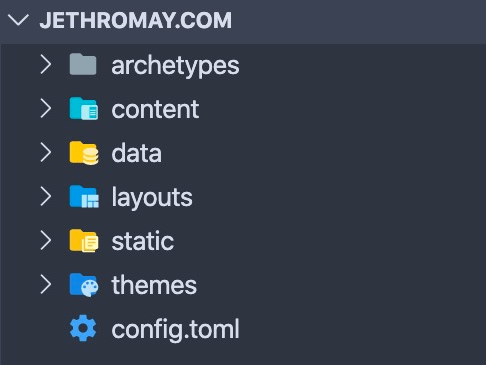 JETHROMAY.COM
archetypes
content
data
layouts
static
themes
config.toml